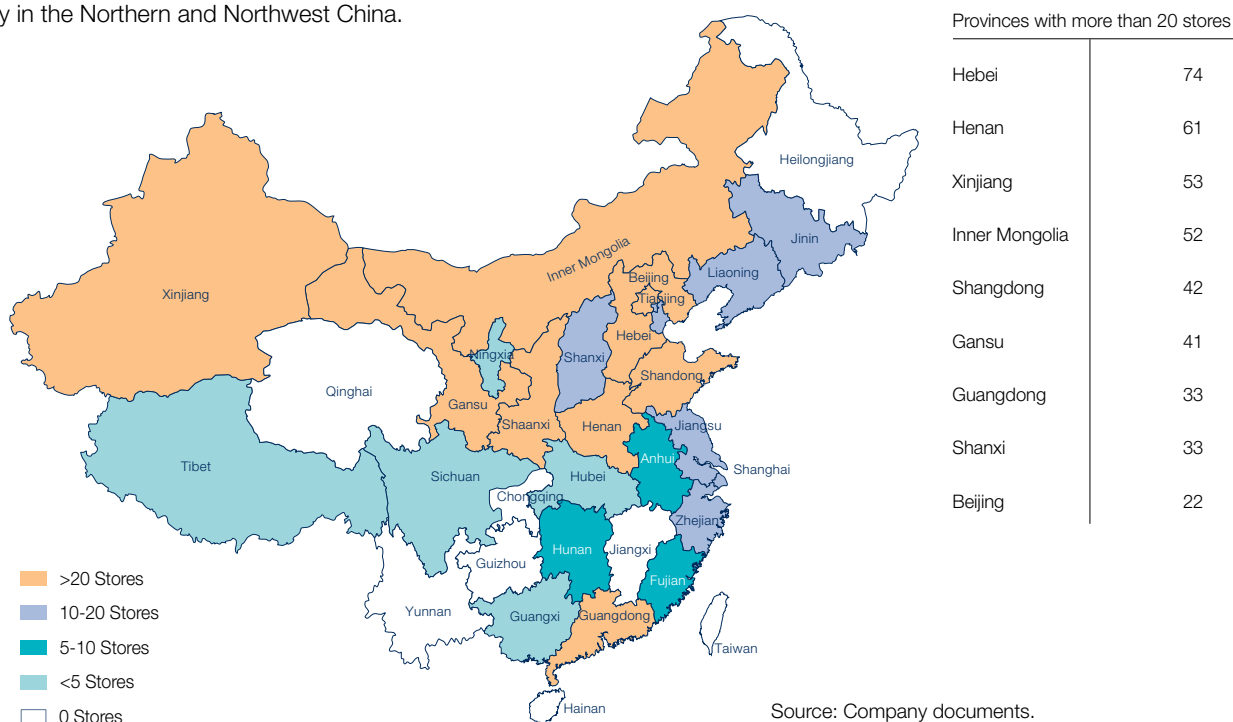 y in the Northern and Northwest China.
Provinces with more than 20 stores
Hebei 74
Henan 61
Xinjiang 53
Inner Mongolia 52
Shangdong 42
Gansu 41
Guangdong 33
Shanxi 33
Beijing 22
Heilongjiang
Jinin
Liaoning
Inner Mongolia
Beijing
Tianjing
Xinjiang
Hebei
Ningxia
Shanxi
Shandong
Qinghai
Gansu
Shaanxi
Henan
Jiangsu
Anhui
Shanghai
Tibet
Sichuan
Hubei
Chongqing
Zhejian
Hunan
Jiangxi
Guizhou
Fujian
Yunnan
Guangxi
Guangdong
Taiwan
Hainan
>20 Stores
10-20 Stores
5-10 Stores
<5 Stores
0 Stores
Source: Company documents.